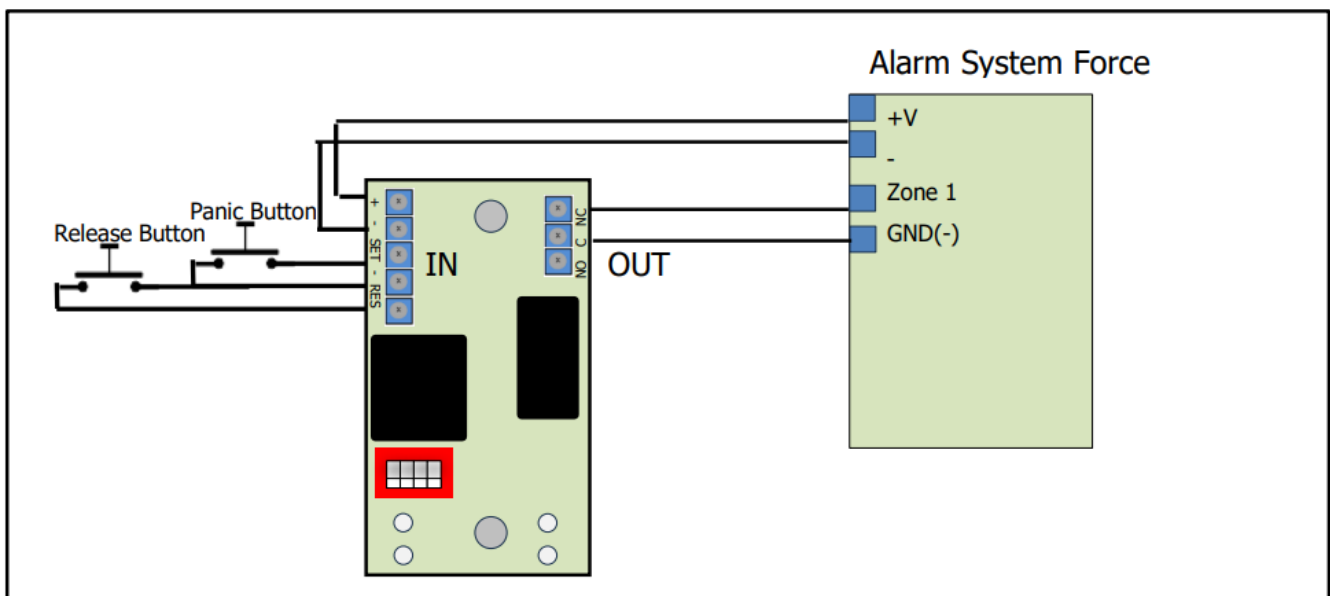 Alarm System Force
+V
-
Zone 1
GND(-)
Panic Button
Release Button
+
-
SET
-
RES
IN
NC
C
NO
OUT